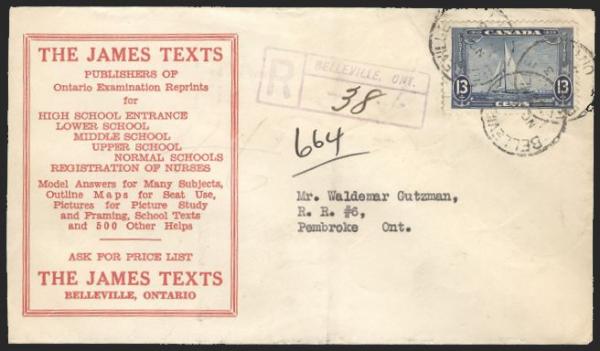 THE JAMES TEXTS
PUBLISHERS OF
Ontario Examination Reprints
for
HIGH SCHOOL ENTRANCE
LOWER SCHOOL
MIDDLE SCHOOL
UPPER SCHOOL
NORMAL SCHOOLS
REGISTRATION OF NURSES
Model Answers for Many Subjects,
Outline Maps for Seat Use,
Pictures for Picture Study
and Framing, School Texts
and 500 Other Helps
ASK FOR PRICE LIST
THE JAMES TEXTS
BELLEVILLE, ONTARIO
R
BELLEVILLE, ONT.
38
664
CANADA
13 13
CENTS
BELLEVILLE
Mr. Waldemar Gutzman,
R. R. #6,
Pembroke Ont.